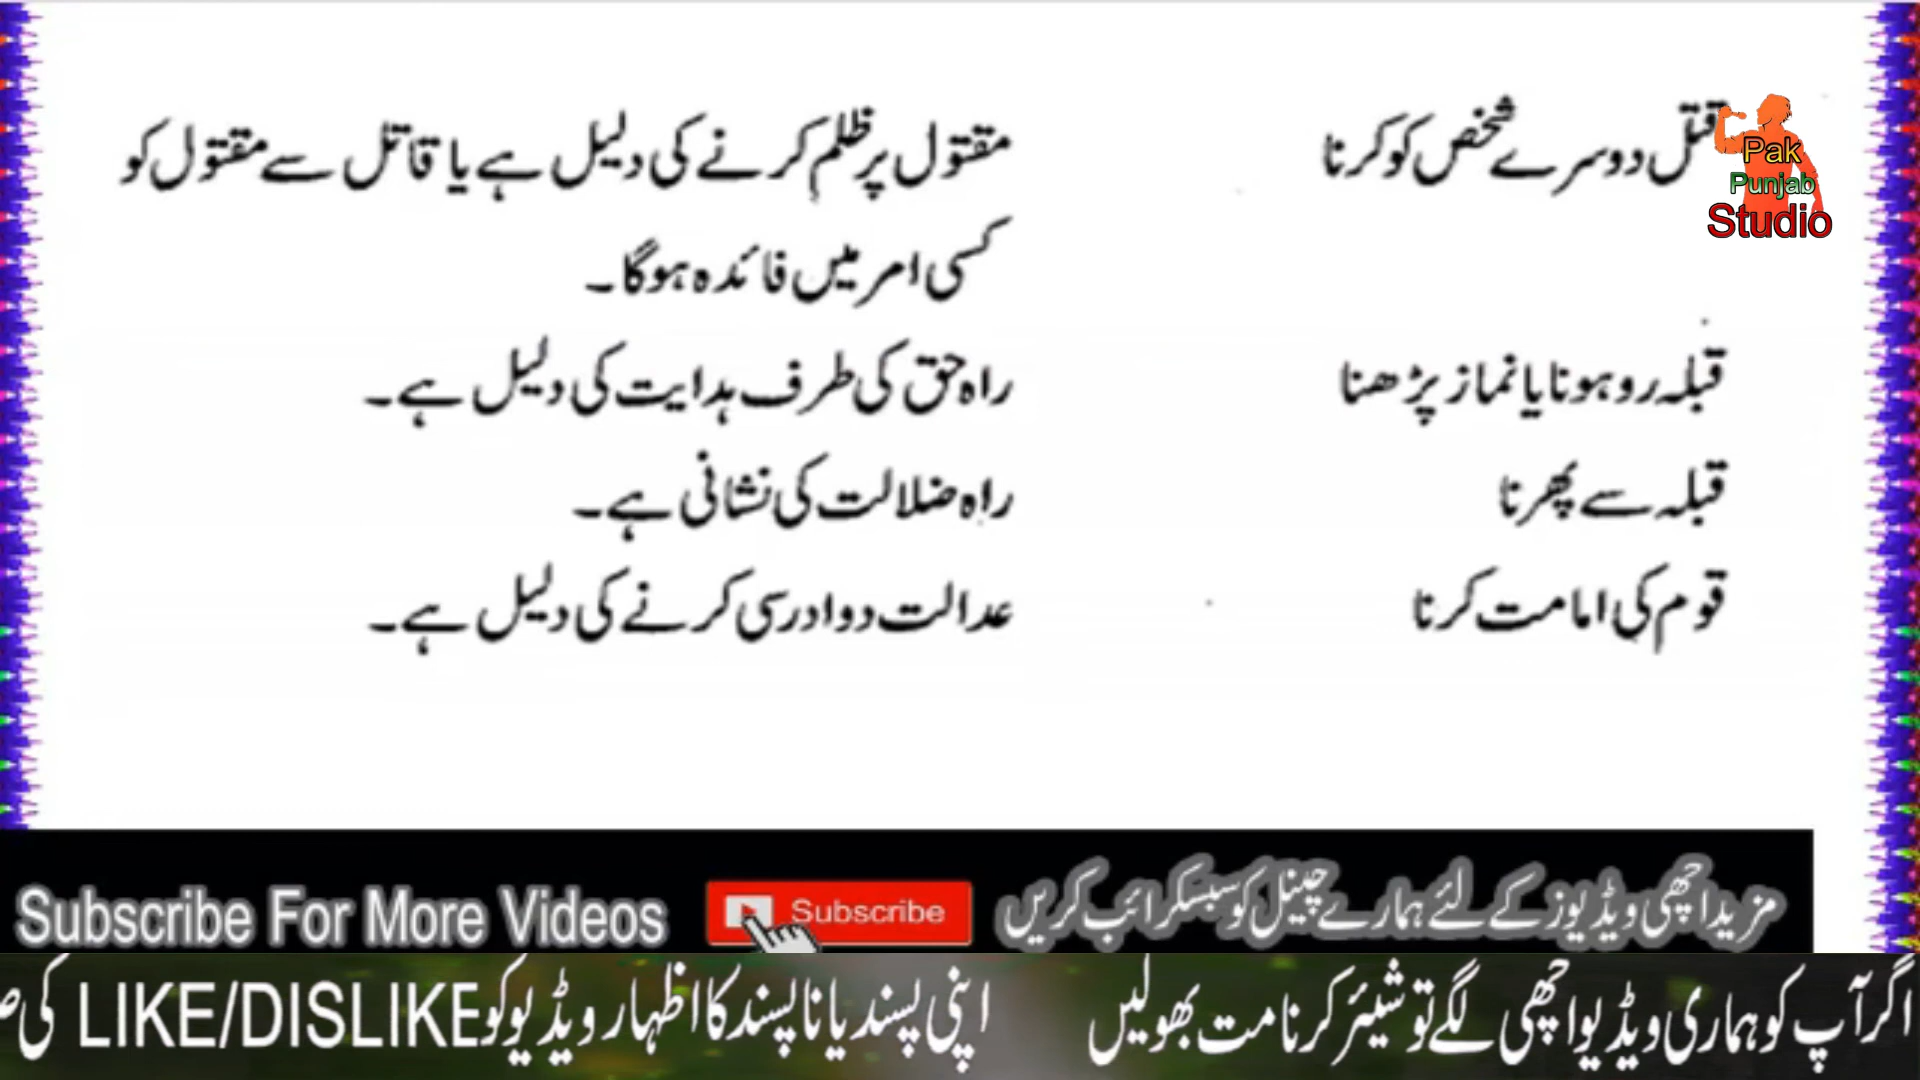 قتل دوسرے شخص کو کرنا مقتول پر ظلم کرنے کی دلیل ہے یا قاتل سے مقتول کو
کسی امر میں فائدہ ہوگا۔
قبلہ رو ہونا یا نماز پڑھنا راہ حق کی طرف ہدایت کی دلیل ہے۔
قبلہ سے پھرنا راہ ضلالت کی نشانی ہے۔
قوم کی امامت کرنا عدالت دوادرسی کرنے کی دلیل ہے۔
Pak
Punjab
Studio
مزید اچھی ویڈیوز کے لئے ہمارے چینل کو سبسکرائب کریں
Subscribe
Subscribe For More Videos
اگر آپ کو ہماری ویڈیو اچھی لگے تو شیئر کرنا مت بھولیں اپنی پسند یا ناپسند کا اظہار ویڈیو کو LIKE/DISLIKE کی